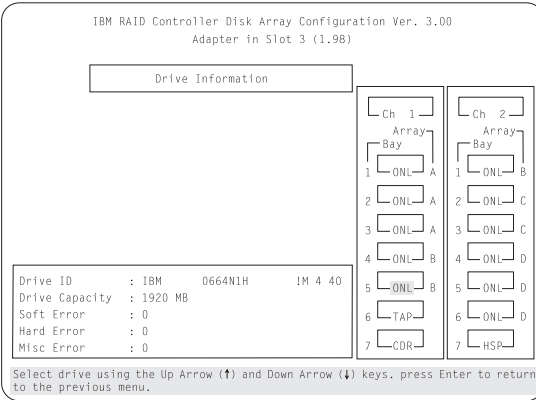 IBM RAID Controller Disk Array Configuration Ver. 3.00
Adapter in Slot 3 (1.98)
Drive Information
Ch 1
Array
Bay
1 ONL A
2 ONL A
3 ONL A
4 ONL B
5 ONL B
6 TAP
7 CDR
Ch 2
Array
Bay
1 ONL B
2 ONL C
3 ONL C
4 ONL D
5 ONL D
6 ONL D
7 HSP
Drive ID : IBM 0664N1H !M 4 40
Drive Capacity : 1920 MB
Soft Error : 0
Hard Error : 0
Misc Error : 0
Select drive using the Up Arrow (↑) and Down Arrow (↓) keys. press Enter to return
to the previous menu.